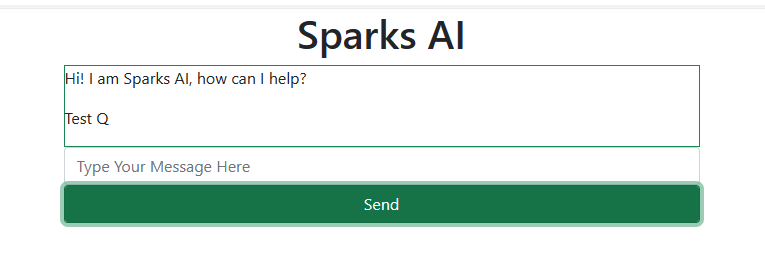 Sparks AI
Hi! I am Sparks AI, how can I help?
Test Q
Type Your Message Here
Send